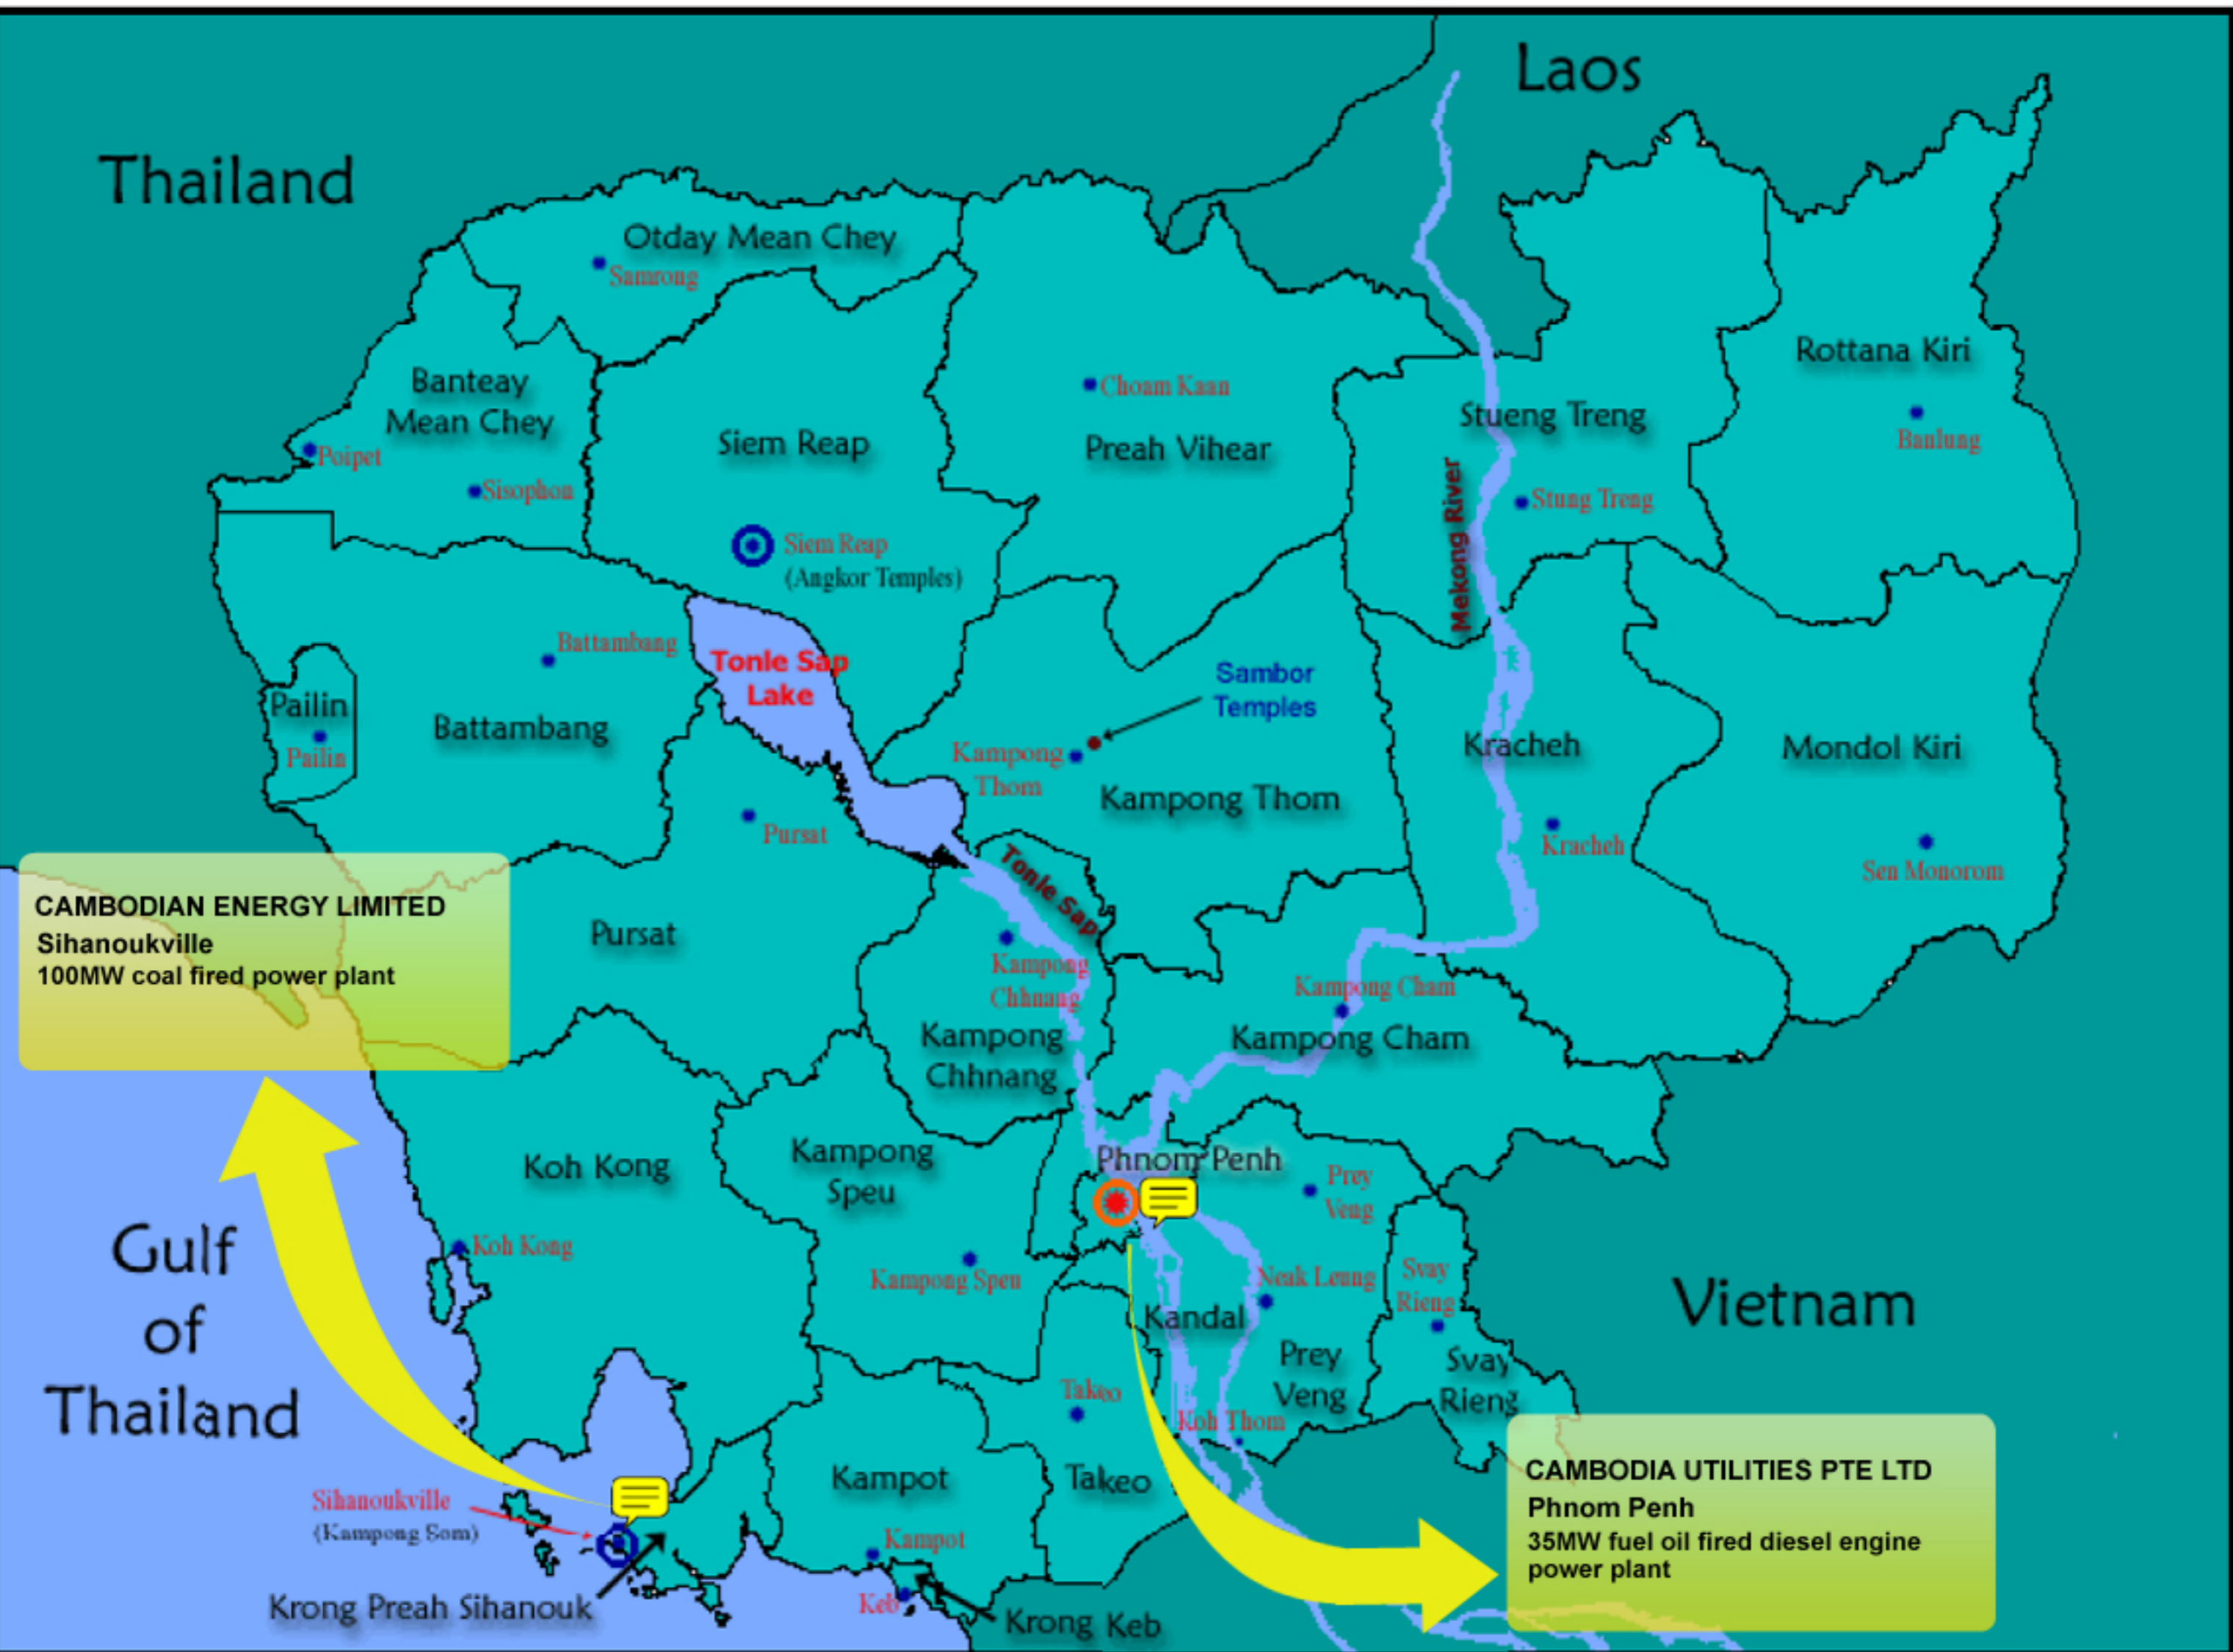 Laos
Thailand
Otday Mean Chey
Samrong
Banteay
Mean Chey
Poipet
Sisophon
Siem Reap
Siem Reap
(Angkor Temples)
Choam Kaan
Preah Vihear
Stueng Treng
Mekong River
Stung Treng
Rottana Kiri
Banlung
Battambang
Battambang
Pailin
Pailin
Tonle Sap
Lake
Sambor
Temples
Kampong
Thom
Kampong Thom
Kracheh
Kracheh
Mondol Kiri
Sen Monorom
Pursat
Pursat
Tonle Sap
CAMBODIAN ENERGY LIMITED
Sihanoukville
100MW coal fired power plant
Kampong
Chhnang
Kampong
Chhnang
Kampong Cham
Kampong Cham
Koh Kong
Koh Kong
Kampong
Speu
Kampong Speu
Phnom Penh
Prey
Veng
Neak Leung
Kandal
Prey
Veng
Svay
Rieng
Svay
Rieng
Vietnam
Gulf
of
Thailand
Takeo
Takeo
Koh Thom
Kampot
Kampot
Keb
Krong Keb
Sihanoukville
(Kampong Som)
Krong Preah Sihanouk
CAMBODIA UTILITIES PTE LTD
Phnom Penh
35MW fuel oil fired diesel engine
power plant